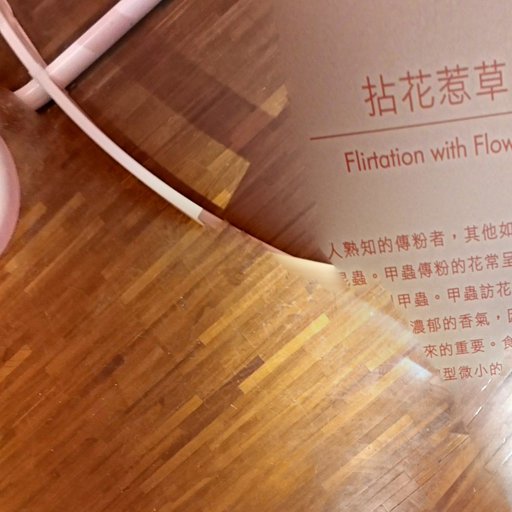 拈花惹草
Flirtation with Flow
人熟知的傳粉者，其他如
昆蟲。甲蟲傳粉的花常呈
甲蟲。甲蟲訪花
濃郁的香氣，
來的重要。食
型微小的